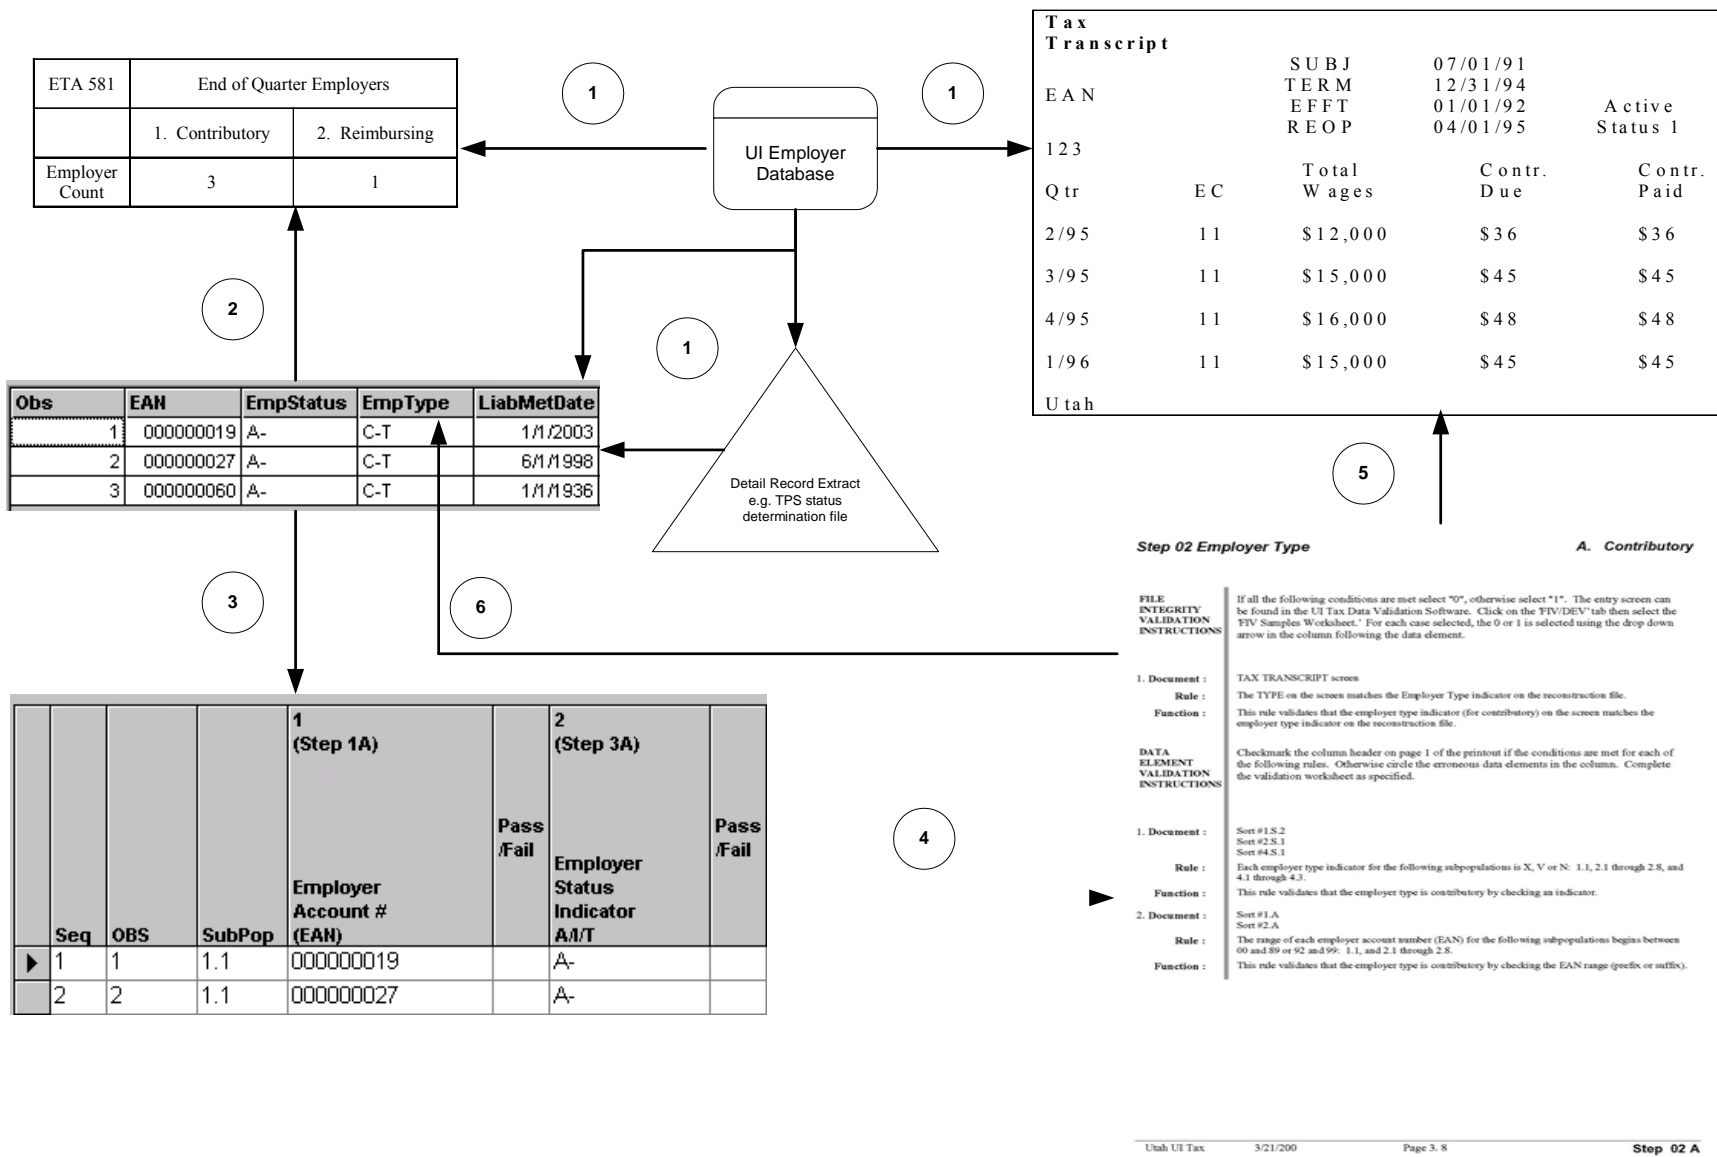 ETA 581 End of Quarter Employers
1. Contributory 2. Reimbursing
Employer Count 3 1
1
UI Employer
Database
1
Tax
Transcript
SUBJ 07/01/91
EAN TERM 12/31/94
EFFT 01/01/92 Active
REOP 04/01/95 Status 1
123
Total Contr. Contr.
Qtr EC Wages Due Paid
2/95 11 $12,000 $36 $36
3/95 11 $15,000 $45 $45
4/95 11 $16,000 $48 $48
1/96 11 $15,000 $45 $45
Utah
2
1
Obs EAN EmpStatus EmpType LiabMetDate
1 000000019 A- C-T 1/1/2003
2 000000027 A- C-T 6/1/1998
3 000000060 A- C-T 1/1/1936
Detail Record Extract
e.g. TPS status
determination file
5
3
6
1
(Step 1A)
Employer
Account #
(EAN)
Pass
/Fail
2
(Step 3A)
Employer
Status
Indicator
A/I/T
Pass
/Fail
Seq OBS SubPop
1 1 1.1 000000019 A-
2 2 1.1 000000027 A-
4
Step 02 Employer Type A. Contributory
FILE
INTEGRITY
VALIDATION
INSTRUCTIONS
If all the following conditions are met select "0", otherwise select "1". The entry screen can
be found in the UI Tax Data Validation Software. Click on the 'FIV/DEV' tab then select the
'FIV Samples Worksheet.' For each case selected, the 0 or 1 is selected using the drop down
arrow in the column following the data element.
1. Document : TAX TRANSCRIPT screen
Rule : The TYPE on the screen matches the Employer Type indicator on the reconstruction file.
Function : This rule validates that the employer type indicator (for contributory) on the screen matches the
employer type indicator on the reconstruction file.
DATA
ELEMENT
VALIDATION
INSTRUCTIONS
Checkmark the column header on page 1 of the printout if the conditions are met for each of
the following rules. Otherwise circle the erroneous data elements in the column. Complete
the validation worksheet as specified.
1. Document : Sort #1.S.2
Sort #2.S.1
Sort #4.S.1
Rule : Each employer type indicator for the following subpopulations is X, V or N: 1.1, 2.1 through 2.8, and
4.1 through 4.3.
Function : This rule validates that the employer type is contributory by checking an indicator.
2. Document : Sort #1.A
Sort #2.A
Rule : The range of each employer account number (EAN) for the following subpopulations begins between
00 and 89 or 92 and 99: 1.1, and 2.1 through 2.8.
Function : This rule validates that the employer type is contributory by checking the EAN range (prefix or suffix).
Utah UI Tax 3/21/200 Page 3. 8 Step 02 A